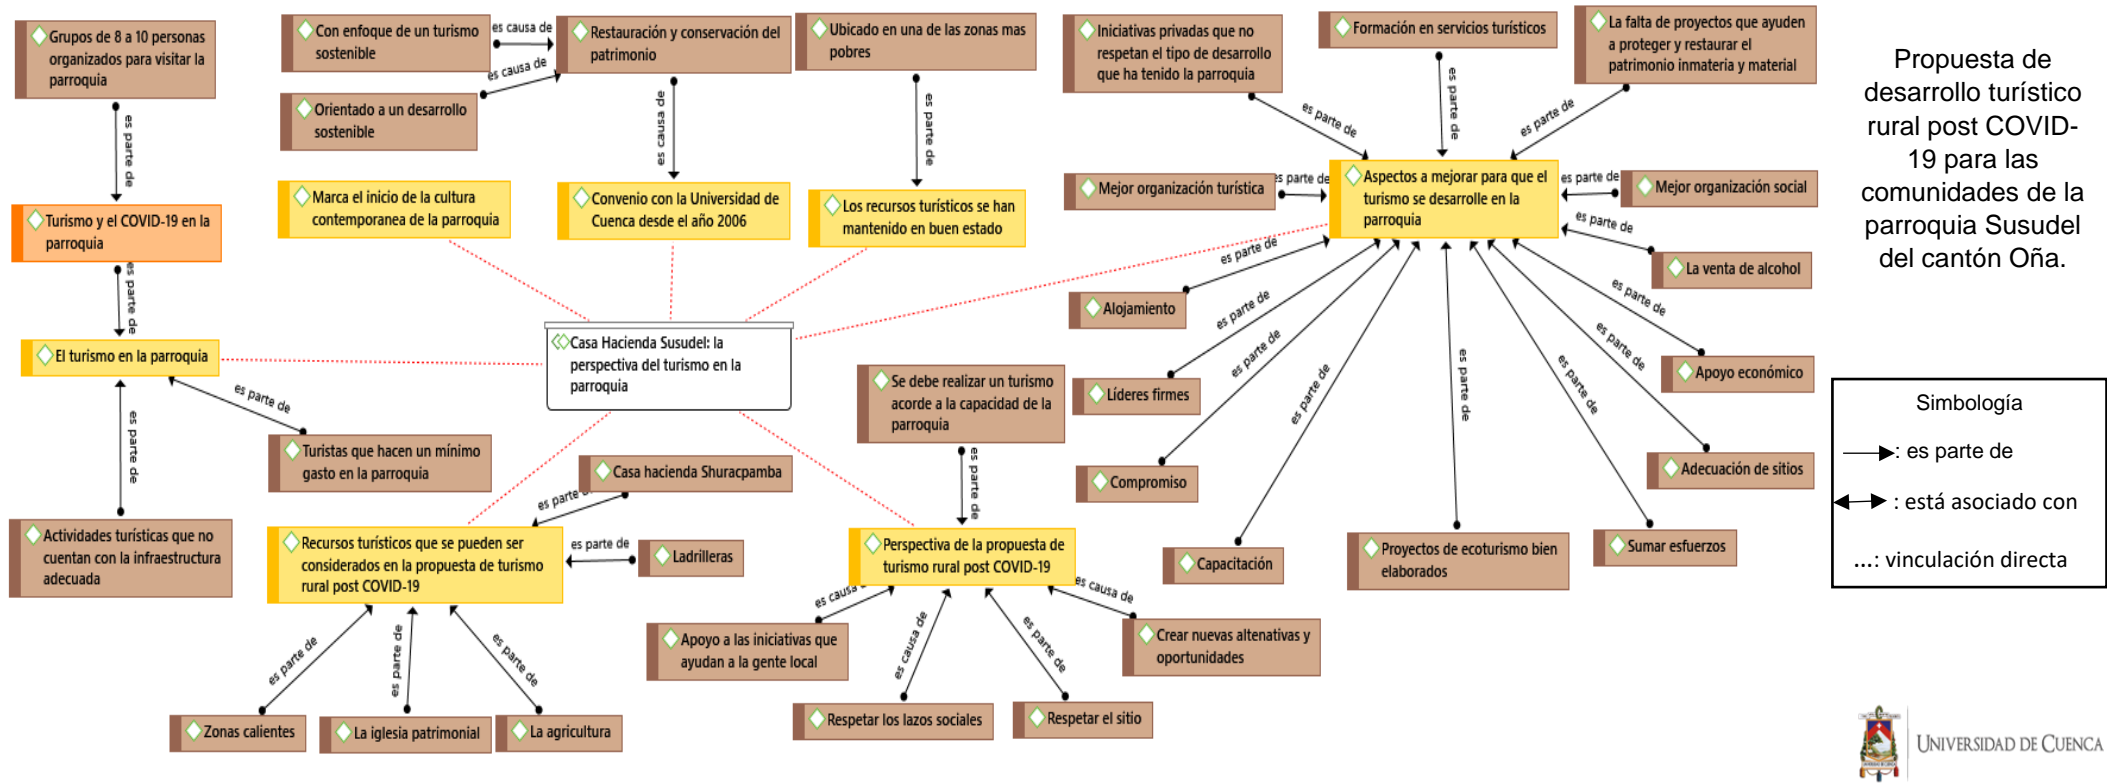 Grupos de 8 a 10 personas
organizados para visitar la
parroquia
es parte de
Turismo y el COVID-19 en la
parroquia
es parte de
El turismo en la parroquia
es parte de
es parte de
Turistas que hacen un mínimo
gasto en la parroquia
Actividades turísticas que no
cuentan con la infraestructura
adecuada
Con enfoque de un turismo
sostenible
es causa de
es causa de
Orientado a un desarrollo
sostenible
Restauración y conservación del
patrimonio
es causa de
Ubicado en una de las zonas mas
pobres
es parte de
Marca el inicio de la cultura
contemporanea de la parroquia
Convenio con la Universidad de
Cuenca desde el año 2006
Los recursos turísticos se han
mantenido en buen estado
Casa Hacienda Susudel: la
perspectiva del turismo en la
parroquia
Iniciativas privadas que no
respetan el tipo de desarrollo
que ha tenido la parroquia
Formación en servicios turísticos
La falta de proyectos que ayuden
a proteger y restaurar el
patrimonio inmateria y material
es parte de
es parte de
es parte de
Mejor organización turística
es parte de
Aspectos a mejorar para que el
turismo se desarrolle en la
parroquia
es parte de
Mejor organización social
es parte de
La venta de alcohol
es parte de
Alojamiento
es parte de
Líderes firmes
es parte de
Compromiso
es parte de
Capacitación
es parte de
Proyectos de ecoturismo bien
elaborados
es parte de
Sumar esfuerzos
es parte de
Adecuación de sitios
es parte de
Apoyo económico
Casa hacienda Shuracpamba
es parte de
Recursos turísticos que se pueden ser
considerados en la propuesta de turismo
rural post COVID-19
es parte de
Ladrilleras
es parte de
es parte de
es parte de
Zonas calientes
La iglesia patrimonial
La agricultura
Se debe realizar un turismo
acorde a la capacidad de la
parroquia
es parte de
Perspectiva de la propuesta de
turismo rural post COVID-19
es causa de
es causa de
es parte de
es causa de
Apoyo a las iniciativas que
ayudan a la gente local
Respetar los lazos sociales
Respetar el sitio
Crear nuevas altenativas y
oportunidades
Propuesta de
desarrollo turístico
rural post COVID-
19 para las
comunidades de la
parroquia Susudel
del cantón Oña.
Simbología
: es parte de
: está asociado con
...: vinculación directa
UNIVERSIDAD DE CUENCA